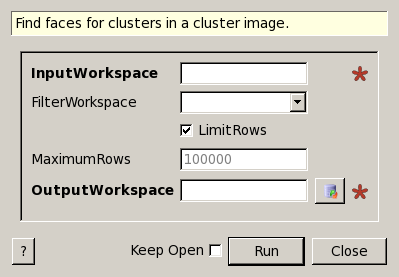 Find faces for clusters in a cluster image.
InputWorkspace
FilterWorkspace
LimitRows
MaximumRows 100000
OutputWorkspace
? Keep Open Run Close